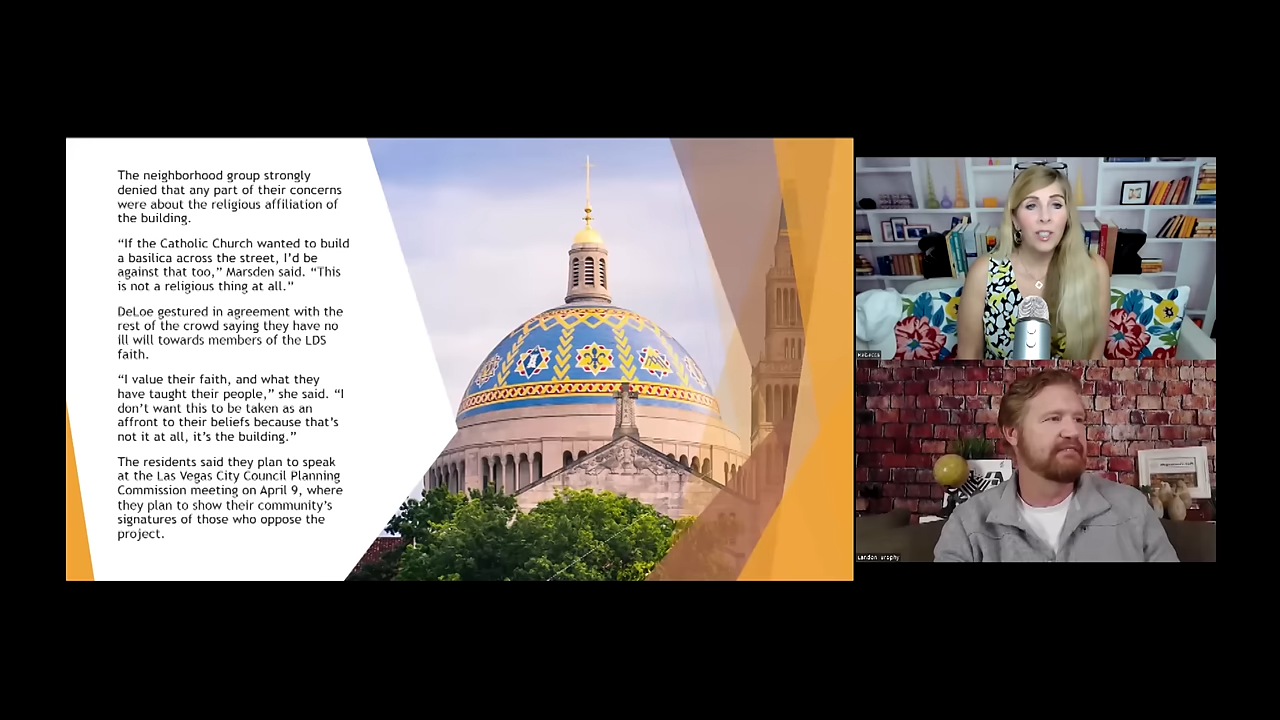 The neighborhood group strongly
denied that any part of their concerns
were about the religious affiliation of
the building.
“If the Catholic Church wanted to build
a basilica across the street, I’d be
against that too,” Marsden said. “This
is not a religious thing at all.”
DeLoe gestured in agreement with the
rest of the crowd saying they have no
ill will towards members of the LDS
faith.
“I value their faith, and what they
have taught their people,” she said. “I
don’t want this to be taken as an
affront to their beliefs because that’s
not it at all, it’s the building.”
The residents said they plan to speak
at the Las Vegas City Council Planning
Commission meeting on April 9, where
they plan to show their community’s
signatures of those who oppose the
project.
Rebecca
Landon